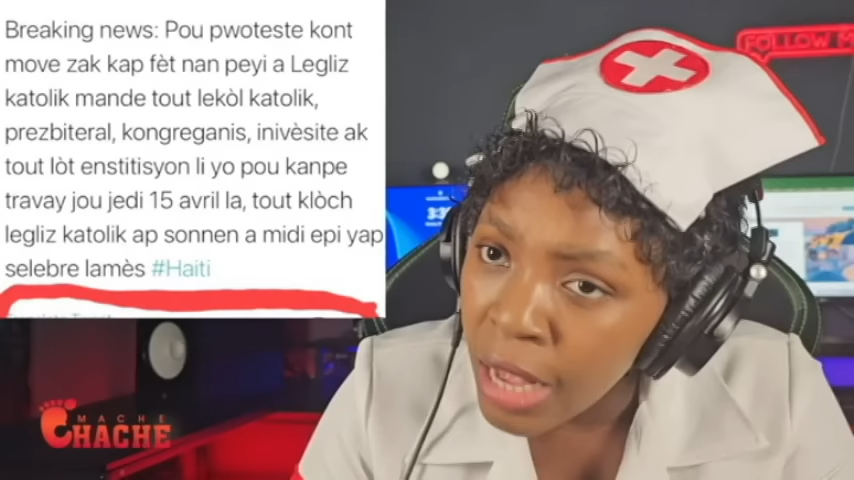 Breaking news: Pou pwoteste kont
move zak kap fèt nan peyi a Legliz
katolik mande tout lekòl katolik,
prezbiteral, kongreganis, inivèsite ak
tout lòt enstitisyon li yo pou kanpe
travay jou jedi 15 avril la, tout klòch
legliz katolik ap sonnen a midi epi yap
selebre lamès #Haiti
FOLLOW M
MACHE
HACHE